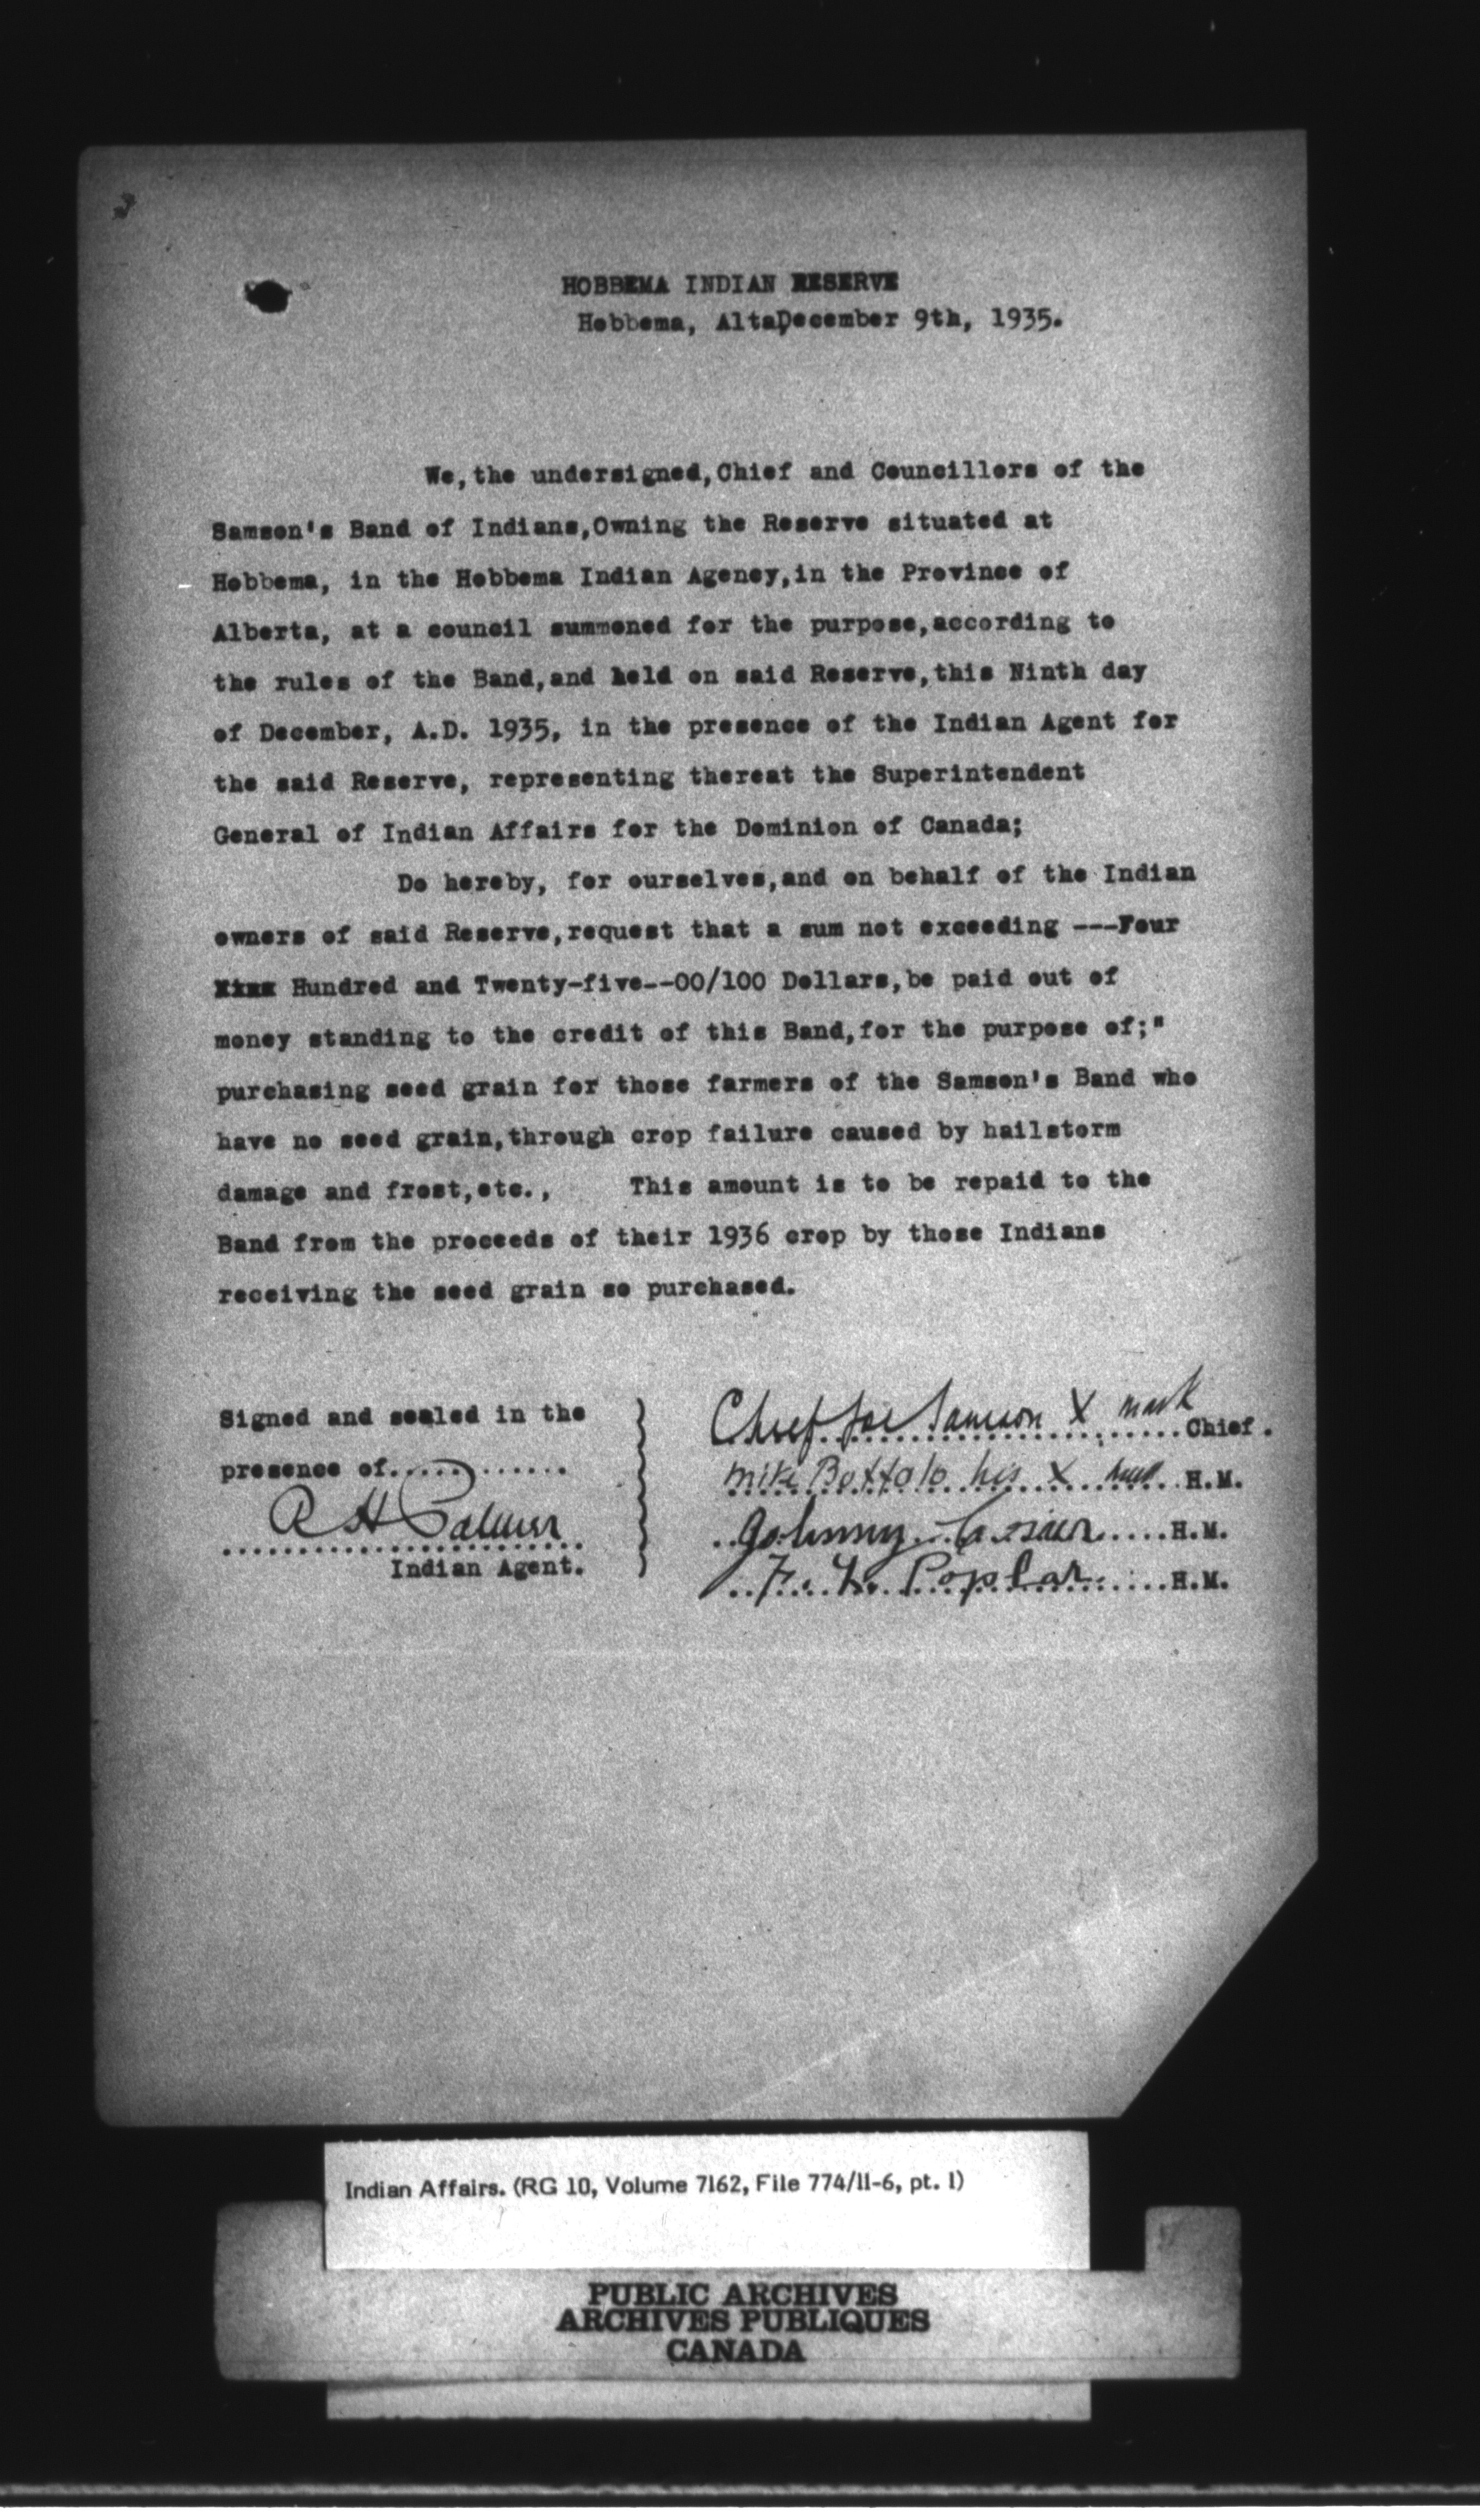 HOBBEMA INDIAN RESERVE
Hobbema, Alta, December 9th, 1935.
We, the undersigned, Chief and Councillors of the
Samson's Band of Indians, Owning the Reserve situated at
Hobbema, in the Hobbema Indian Agency, in the Province of
Alberta, at a council summoned for the purpose, according to
the rules of the Band, and held on said Reserve, this Ninth day
of December, A.D. 1935, in the presence of the Indian Agent for
the said Reserve, representing thereat the Superintendent
General of Indian Affairs for the Dominion of Canada;
Do hereby, for ourselves, and on behalf of the Indian
owners of said Reserve, request that a sum not exceeding ---Four
Hundred and Twenty-five--00/100 Dollars, be paid out of
money standing to the credit of this Band, for the purpose of;"
purchasing seed grain for those farmers of the Samson's Band who
have no seed grain, through crop failure caused by hailstorm
damage and frost, etc., This amount is to be repaid to the
Band from the proceeds of their 1936 crop by those Indians
receiving the seed grain so purchased.
Signed and sealed in the
presence of............
R H Palmer
Indian Agent.
Chief Joe Samson X mark Chief.
Mike Buffalo his X H.M.
Johnny H.M.
F. Poplar H.M.
Indian Affairs. (RG 10, Volume 7162, File 774/11-6, pt. 1)
PUBLIC ARCHIVES
ARCHIVES PUBLIQUES
CANADA